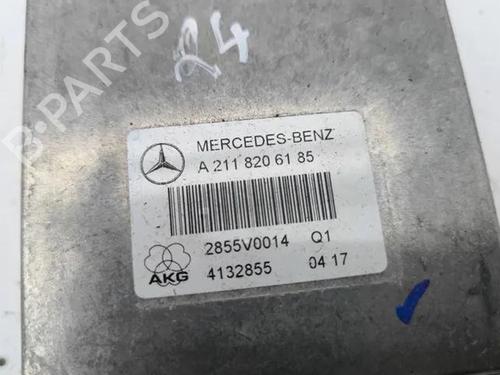 24
MERCEDES-BENZ
A 211 820 61 85
2855V0014 Q1
AKG 4132855 04 17
B-PARTS